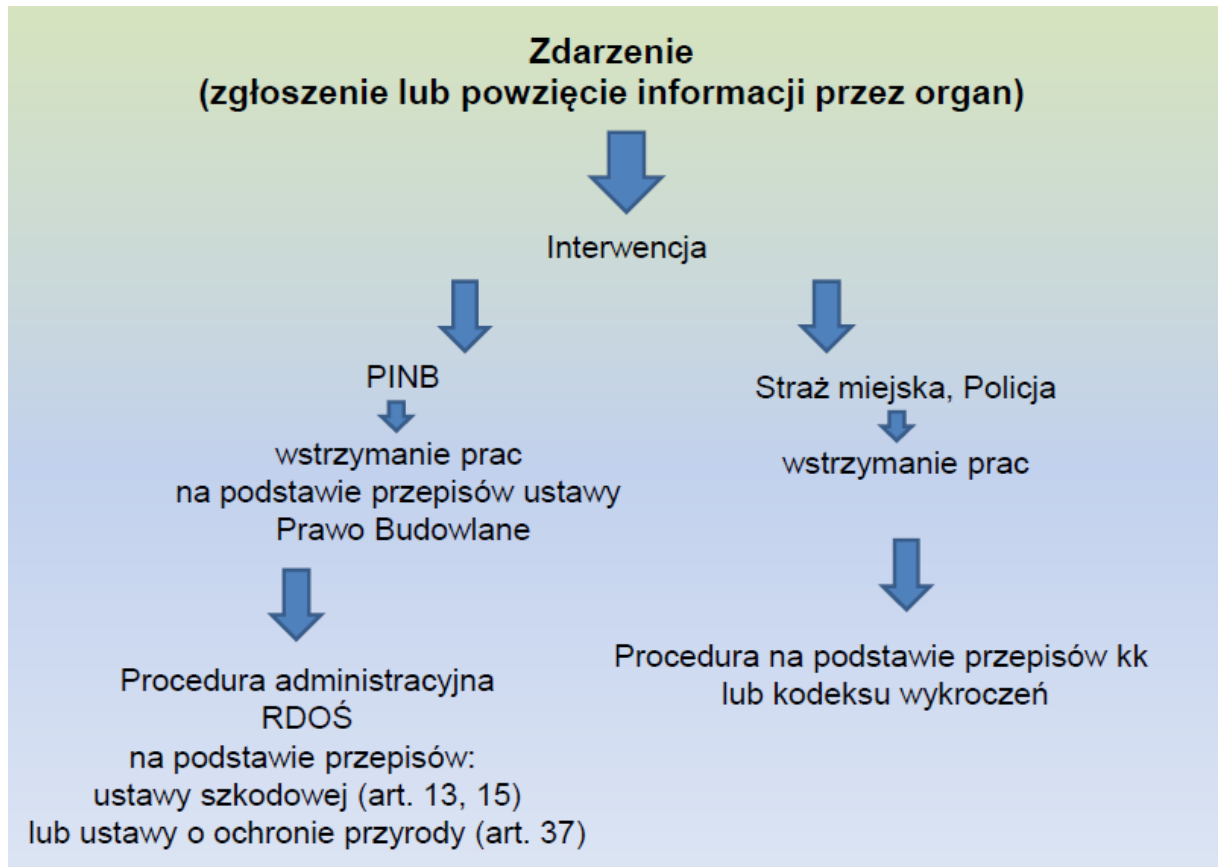 Zdarzenie
(zgłoszenie lub powzięcie informacji przez organ)
Interwencja
PINB
wstrzymanie prac
na podstawie przepisów ustawy
Prawo Budowlane
Procedura administracyjna
RDOŚ
na podstawie przepisów:
ustawy szkodowej (art. 13, 15)
lub ustawy o ochronie przyrody (art. 37)
Straż miejska, Policja
wstrzymanie prac
Procedura na podstawie przepisów kk
lub kodeksu wykroczeń